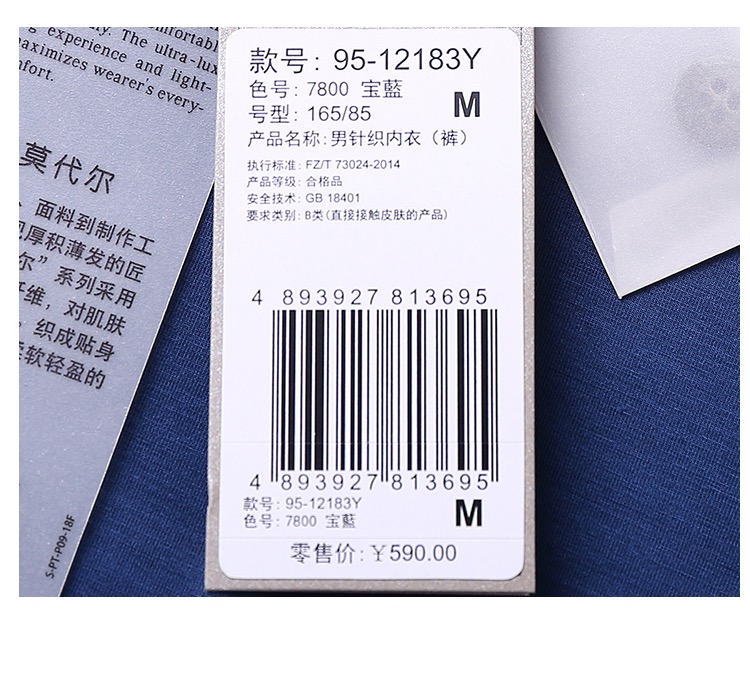 comfortable
g experience and light-
The ultra-lux
aximizes wearer's every-
fort.
莫代尔
面料到制作工
厚积薄发的匠
尔”系列采用
纤维，对肌肤
织成贴身
柔软轻盈的
S-PT-P09-18F
款号: 95-12183Y
色号: 7800 宝藍
号型: 165/85
M
产品名称:男针织内衣（裤）
执行标准: FZ/T 73024-2014
产品等级: 合格品
安全技术: GB 18401
要求类别: B类(直接接触皮肤的产品)
4 893927 813695
4 893927 813695
款号: 95-12183Y
色号: 7800 宝藍
M
零售价:￥590.00